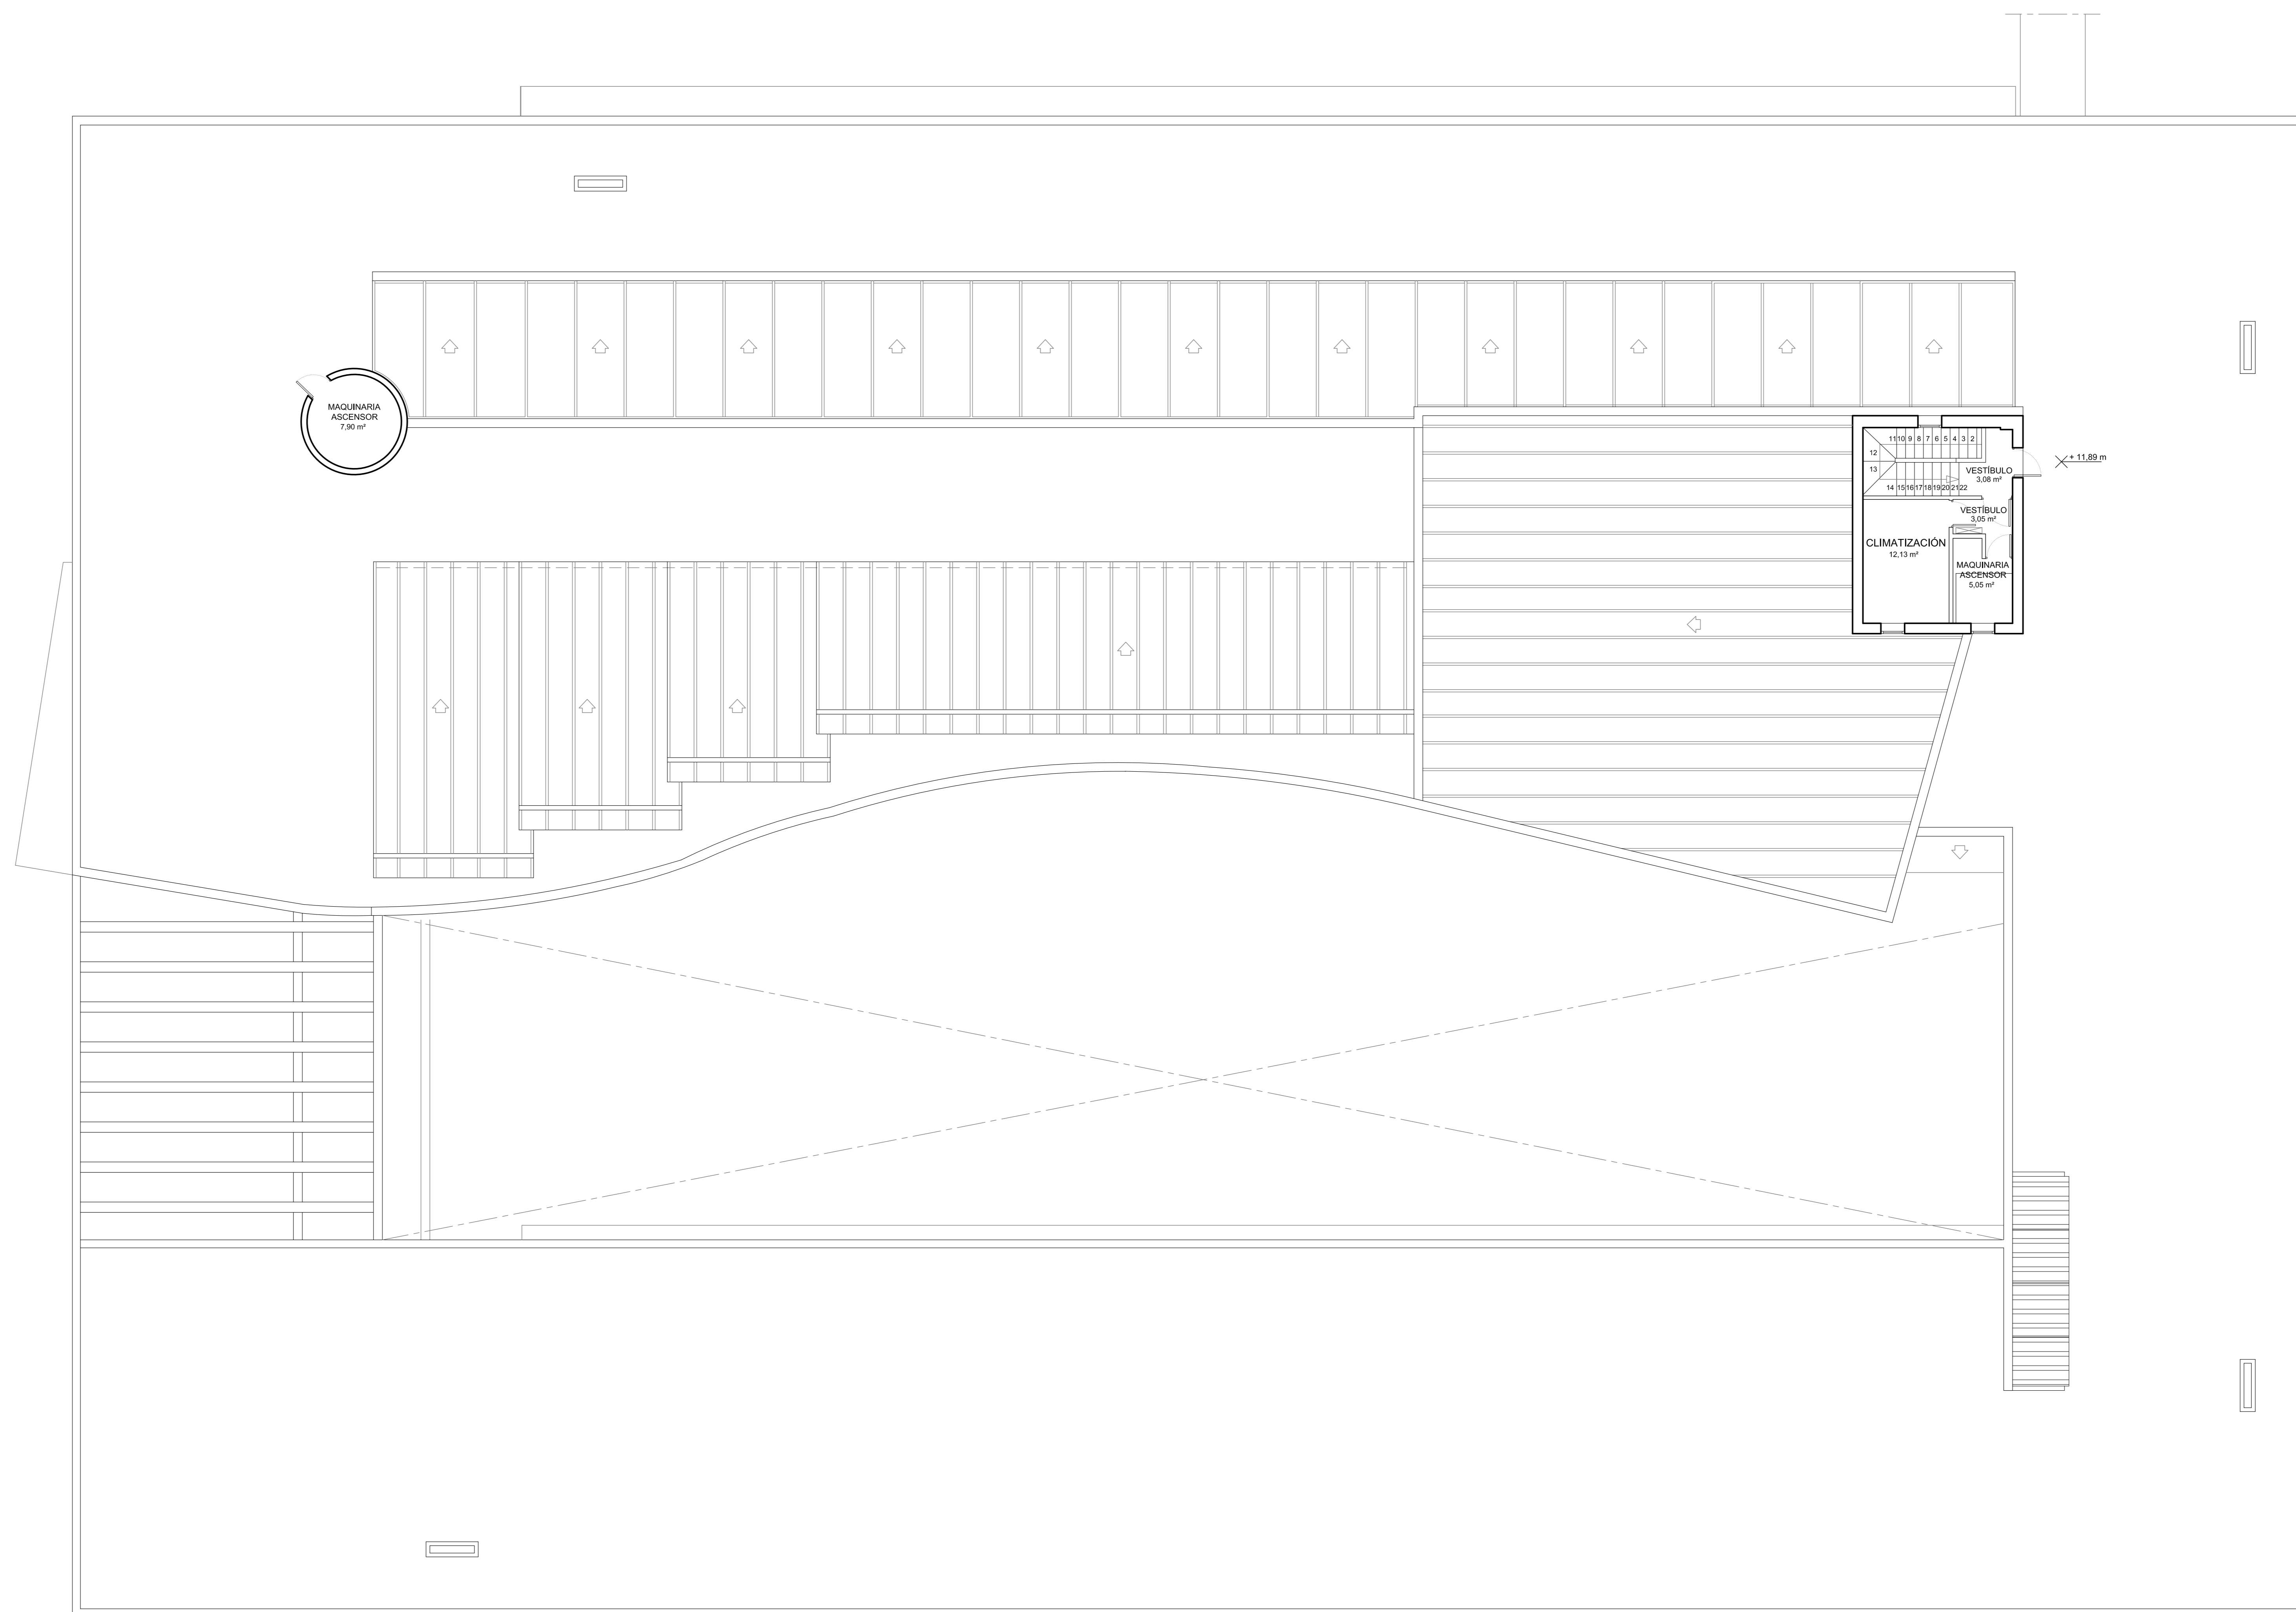 MAQUINARIA
ASCENSOR
7,90 m²
11 10 9 8 7 6 5 4 3 2
12
13
14 15 16 17 18 19 20 21 22
VESTÍBULO
3,08 m²
+ 11,89 m
VESTÍBULO
3,05 m²
CLIMATIZACIÓN
12,13 m²
MAQUINARIA
ASCENSOR
5,05 m²